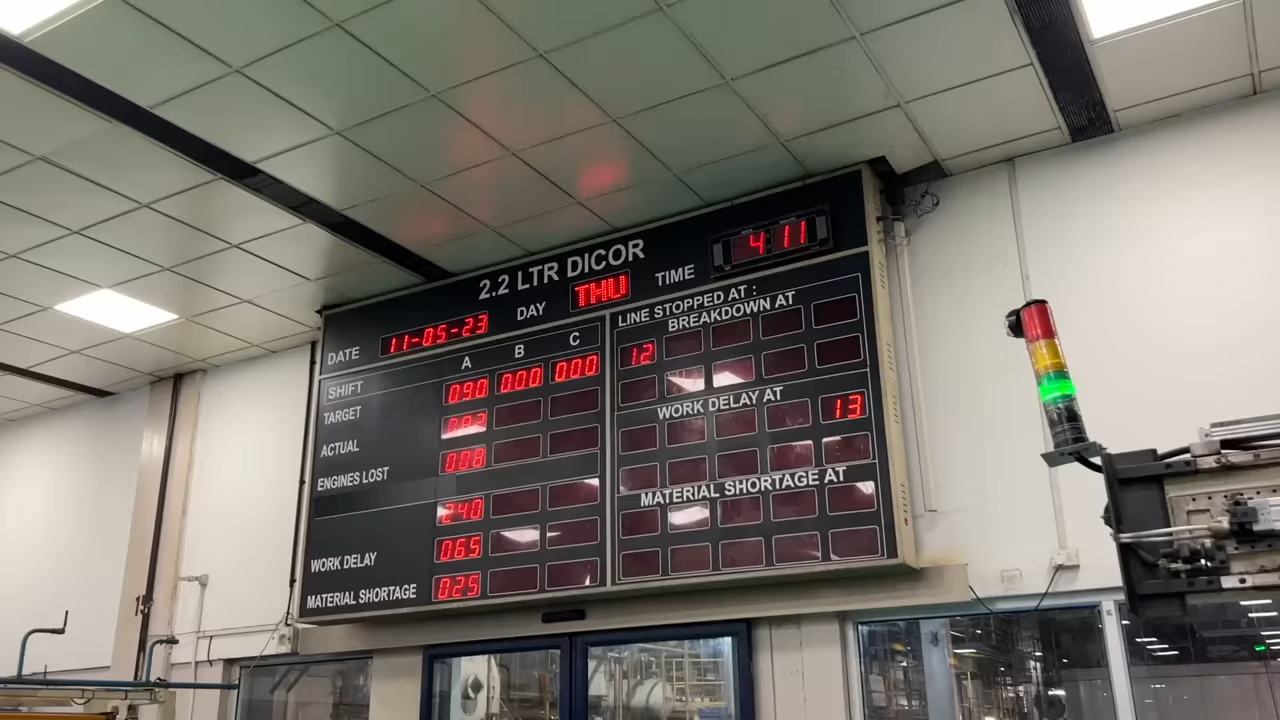 2.2 LTR DICOR
DATE 11-05-23 DAY THU TIME 4:11
A B C
SHIFT
TARGET 090 000 000
ACTUAL
ENGINES LOST 008
240
WORK DELAY 065
MATERIAL SHORTAGE 025
LINE STOPPED AT :
BREAKDOWN AT
12
WORK DELAY AT
13
MATERIAL SHORTAGE AT